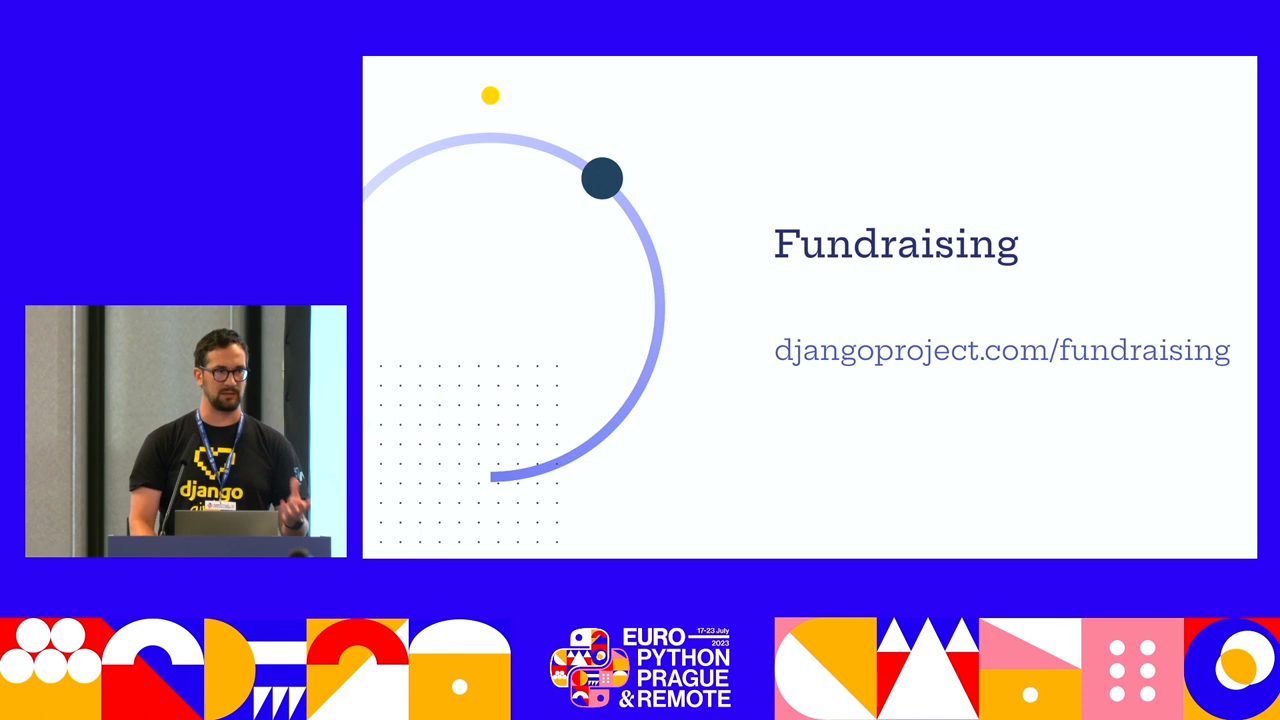 Fundraising
djangoproject.com/fundraising
django
EURO
17-23 July
2023
PYTHON
PRAGUE
& REMOTE